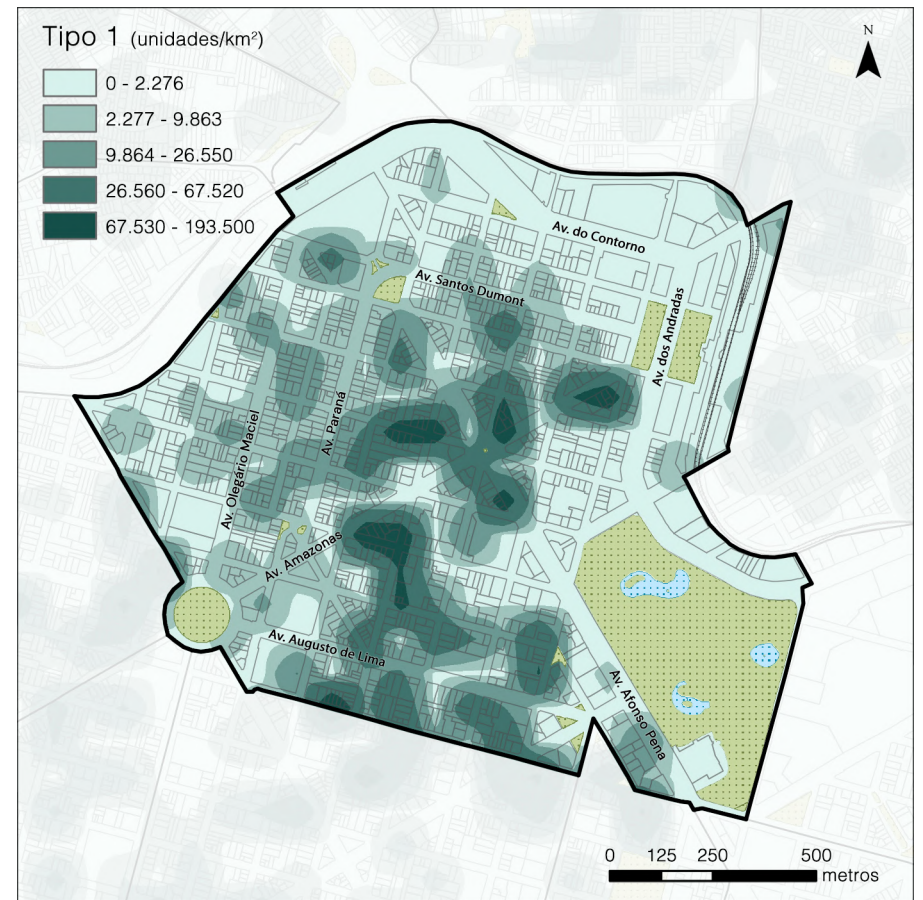 Tipo 1 (unidades/km²)
0 - 2.276
2.277 - 9.863
9.864 - 26.550
26.560 - 67.520
67.530 - 193.500
N
Av. do Contorno
Av. Santos Dumont
Av. dos Andradas
Av. Paraná
Av. Olegário Maciel
Av. Amazonas
Av. Augusto de Lima
Av. Afonso Pena
0 125 250 500
metros